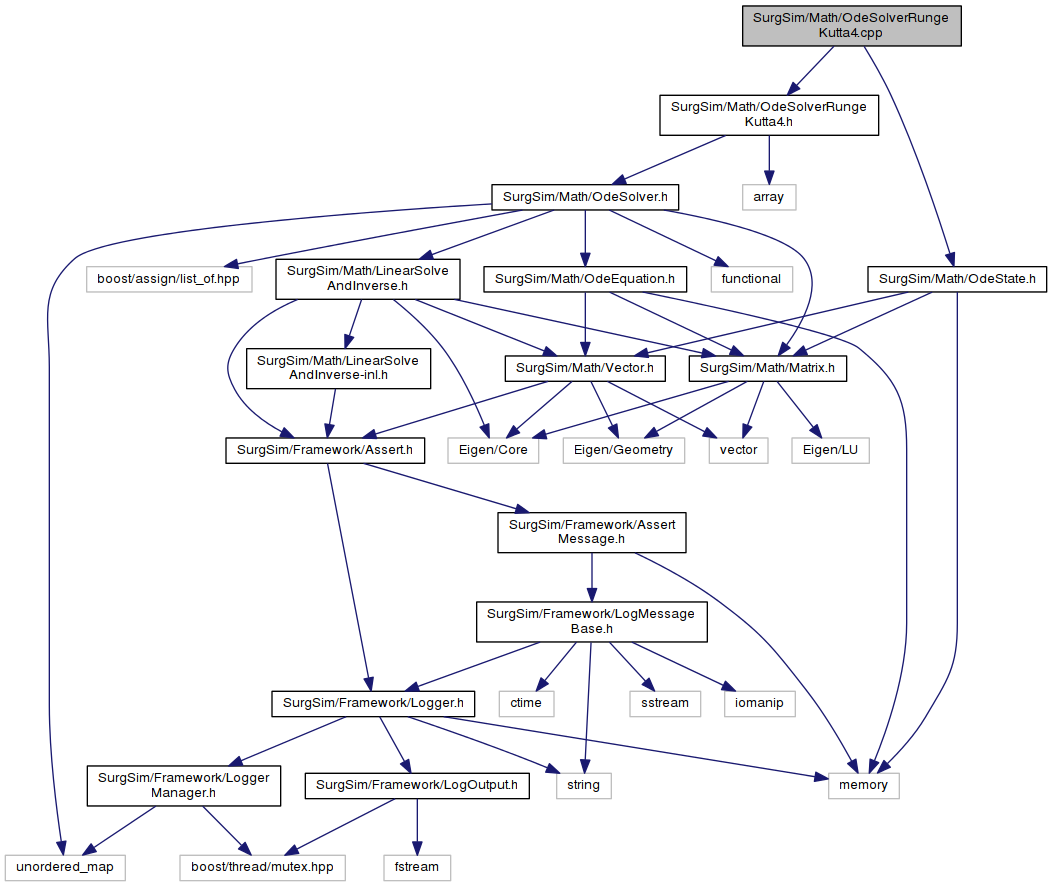 SurgSim/Math/OdeSolverRunge
Kutta4.cpp
SurgSim/Math/OdeSolverRunge
Kutta4.h
SurgSim/Math/OdeSolver.h
array
boost/assign/list_of.hpp
SurgSim/Math/LinearSolve
AndInverse.h
SurgSim/Math/OdeEquation.h
functional
SurgSim/Math/OdeState.h
SurgSim/Math/LinearSolve
AndInverse-inl.h
SurgSim/Math/Vector.h
SurgSim/Math/Matrix.h
SurgSim/Framework/Assert.h
Eigen/Core
Eigen/Geometry
vector
Eigen/LU
SurgSim/Framework/Assert
Message.h
SurgSim/Framework/LogMessage
Base.h
SurgSim/Framework/Logger.h
ctime
sstream
iomanip
SurgSim/Framework/Logger
Manager.h
SurgSim/Framework/LogOutput.h
string
memory
unordered_map
boost/thread/mutex.hpp
fstream